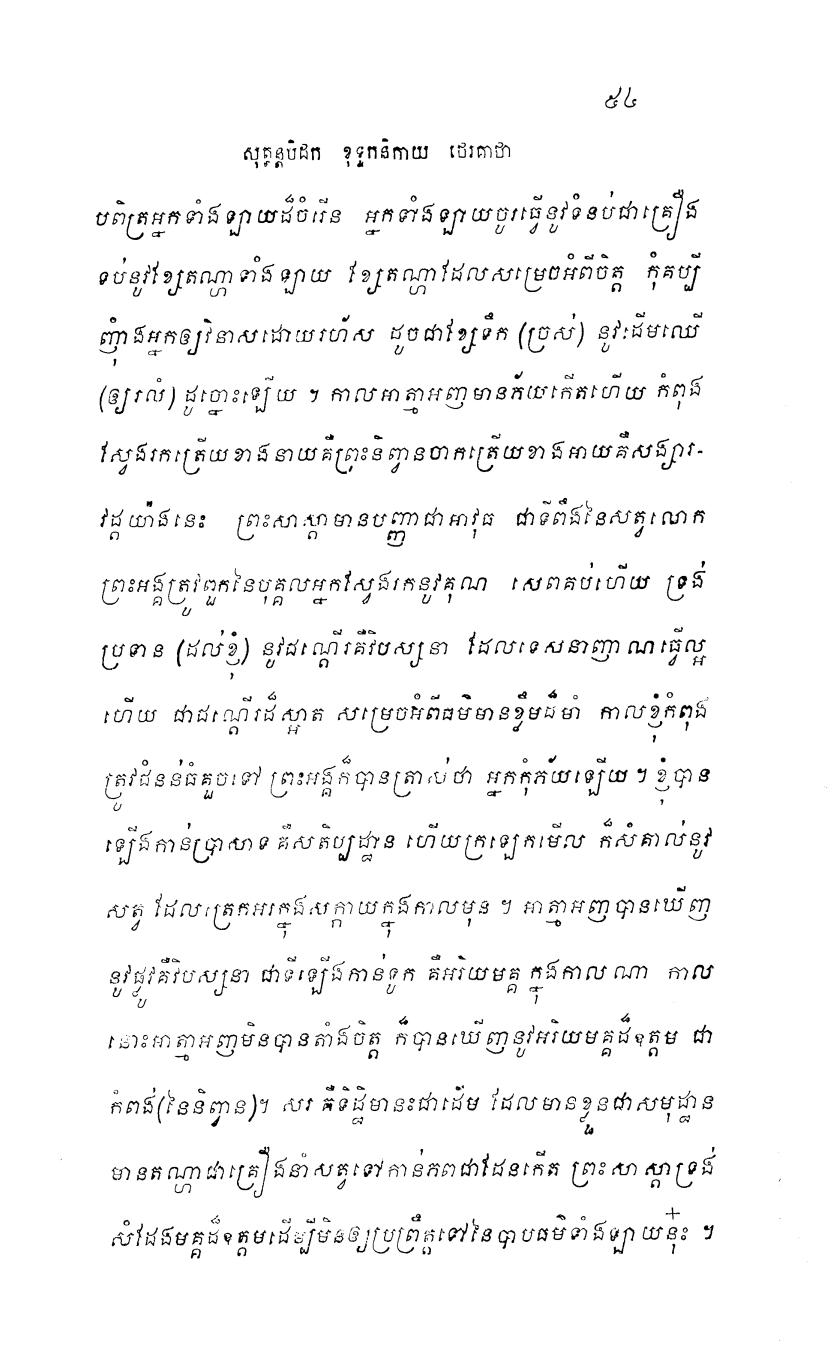 ៥៤
សុត្តន្តបិដក ខុទ្ទកនិកាយ ថេរគាថា
បពិត្រអ្នកទាំងឡាយដ៏ចំរើន អ្នកទាំងឡាយចូរធ្វើនូវទំនប់ជាគ្រឿង
ទប់នូវខ្សែតណ្ហាទាំងឡាយ ខ្សែតណ្ហាដែលសម្រេចអំពីចិត្ត កុំគប្បី
ញុំាងអ្នកឲ្យវិនាសដោយរហ័ស ដូចជាខ្សែទឹក (ច្រស់) នូវដើមឈើ
(ឲ្យរលំ) ដូច្នោះឡើយ ។ កាលអាត្មាអញមានភ័យកើតហើយ កំពុង
ស្វែងរកត្រើយខាងនាយគឺព្រះនិព្វានចាកត្រើយខាងអាយគឺសង្សារ-
វដ្តយ៉ាងនេះ ព្រះសាស្តាមានបញ្ញាជាអាវុធ ជាទីពឹងនៃសត្វលោក
ព្រះអង្គត្រូវពួកនៃបុគ្គលអ្នកស្វែងរកនូវគុណ សេពគប់ហើយ ទ្រង់
ប្រទាន (ដល់ខ្ញុំ) នូវជណ្តើរគឺវិបស្សនា ដែលទេសនាញាណធ្វើល្អ
ហើយ ជាជណ្តើរដ៏ស្អាត សម្រេចអំពីធម៌មានខ្លឹមដ៏មាំ កាលខ្ញុំកំពុង
ត្រូវជំនន់ធំគួចទៅ ព្រះអង្គក៏បានត្រាស់ថា អ្នកកុំភ័យឡើយ ។ ខ្ញុំបាន
ឡើងកាន់ប្រាសាទ គឺសតិប្បដ្ឋាន ហើយក្រឡេកមើល ក៏សំគាល់នូវ
សត្វ ដែលត្រេកអរក្នុងសក្កាយក្នុងកាលមុន ។ អាត្មាអញបានឃើញ
នូវផ្លូវគឺវិបស្សនា ជាទីឡើងកាន់ទូក គឺអរិយមគ្គ ក្នុងកាលណា កាល
នោះអាត្មាអញមិនបានតាំងចិត្ត ក៏បានឃើញនូវអរិយមគ្គដ៏ឧត្តម ជា
កំពង់(នៃនិព្វាន)។ សរ គឺទិដ្ឋិមានះជាដើម ដែលមានខ្លួនជាសមុដ្ឋាន
មានតណ្ហាជាគ្រឿងនាំសត្វទៅកាន់ភពជាដែនកើត ព្រះសាស្តាទ្រង់
សំដែងមគ្គដ៏ឧត្តមដើម្បីមិនឲ្យប្រព្រឹត្តទៅនៃបាបធម៌ទាំងឡាយនុ៎ះ ។